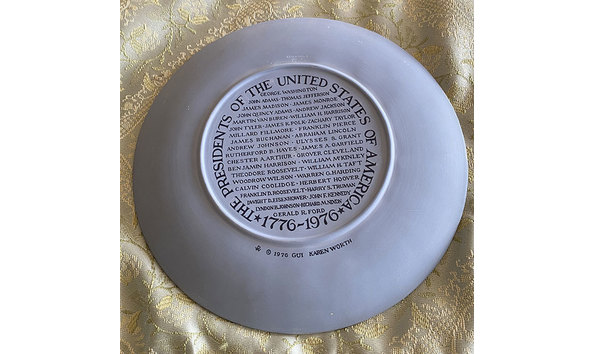 THE PRESIDENTS OF THE UNITED STATES OF AMERICA
GEORGE WASHINGTON
JOHN ADAMS · THOMAS JEFFERSON
JAMES MADISON · JAMES MONROE
JOHN QUINCY ADAMS · ANDREW JACKSON
MARTIN VAN BUREN · WILLIAM H. HARRISON
JOHN TYLER · JAMES K. POLK · ZACHARY TAYLOR
MILLARD FILLMORE · FRANKLIN PIERCE
JAMES BUCHANAN · ABRAHAM LINCOLN
ANDREW JOHNSON · ULYSSES S. GRANT
RUTHERFORD B. HAYES · JAMES A. GARFIELD
CHESTER A. ARTHUR · GROVER CLEVELAND
BENJAMIN HARRISON · WILLIAM McKINLEY
THEODORE ROOSEVELT · WILLIAM H. TAFT
WOODROW WILSON · WARREN G. HARDING
CALVIN COOLIDGE · HERBERT HOOVER
FRANKLIN D. ROOSEVELT · HARRY S. TRUMAN
DWIGHT D. EISENHOWER · JOHN F. KENNEDY
LYNDON B. JOHNSON · RICHARD M. NIXON
GERALD R. FORD
★ 1776~1976 ★
© 1976 GUI KAREN WORTH